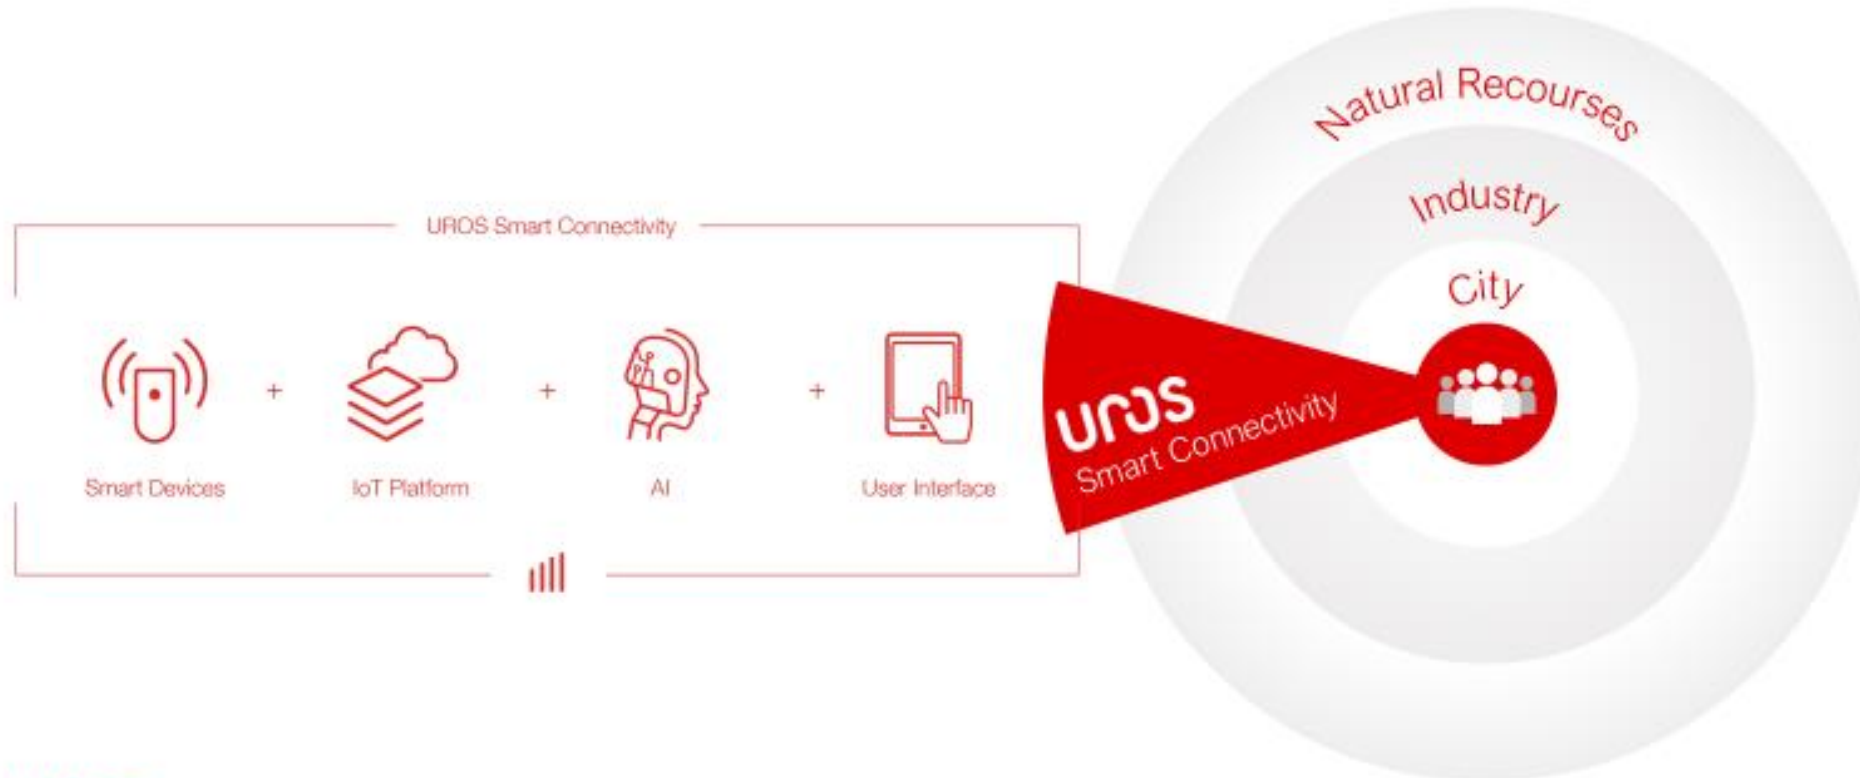 UROS Smart Connectivity
Smart Devices
+
IoT Platform
+
AI
+
User Interface
uros
Smart Connectivity
Natural Recourses
Industry
City